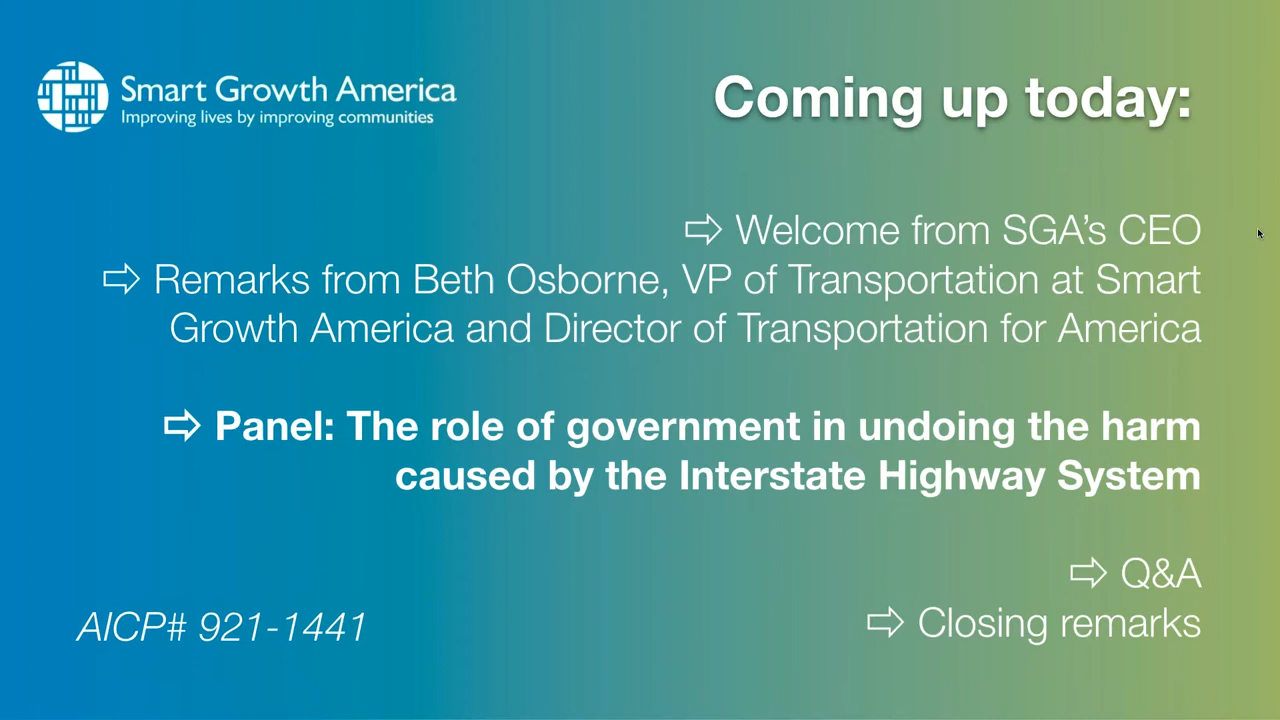 Smart Growth America
Improving lives by improving communities
Coming up today:
⇨ Welcome from SGA’s CEO
⇨ Remarks from Beth Osborne, VP of Transportation at Smart
Growth America and Director of Transportation for America
⇨ Panel: The role of government in undoing the harm
caused by the Interstate Highway System
⇨ Q&A
⇨ Closing remarks
AICP# 921-1441